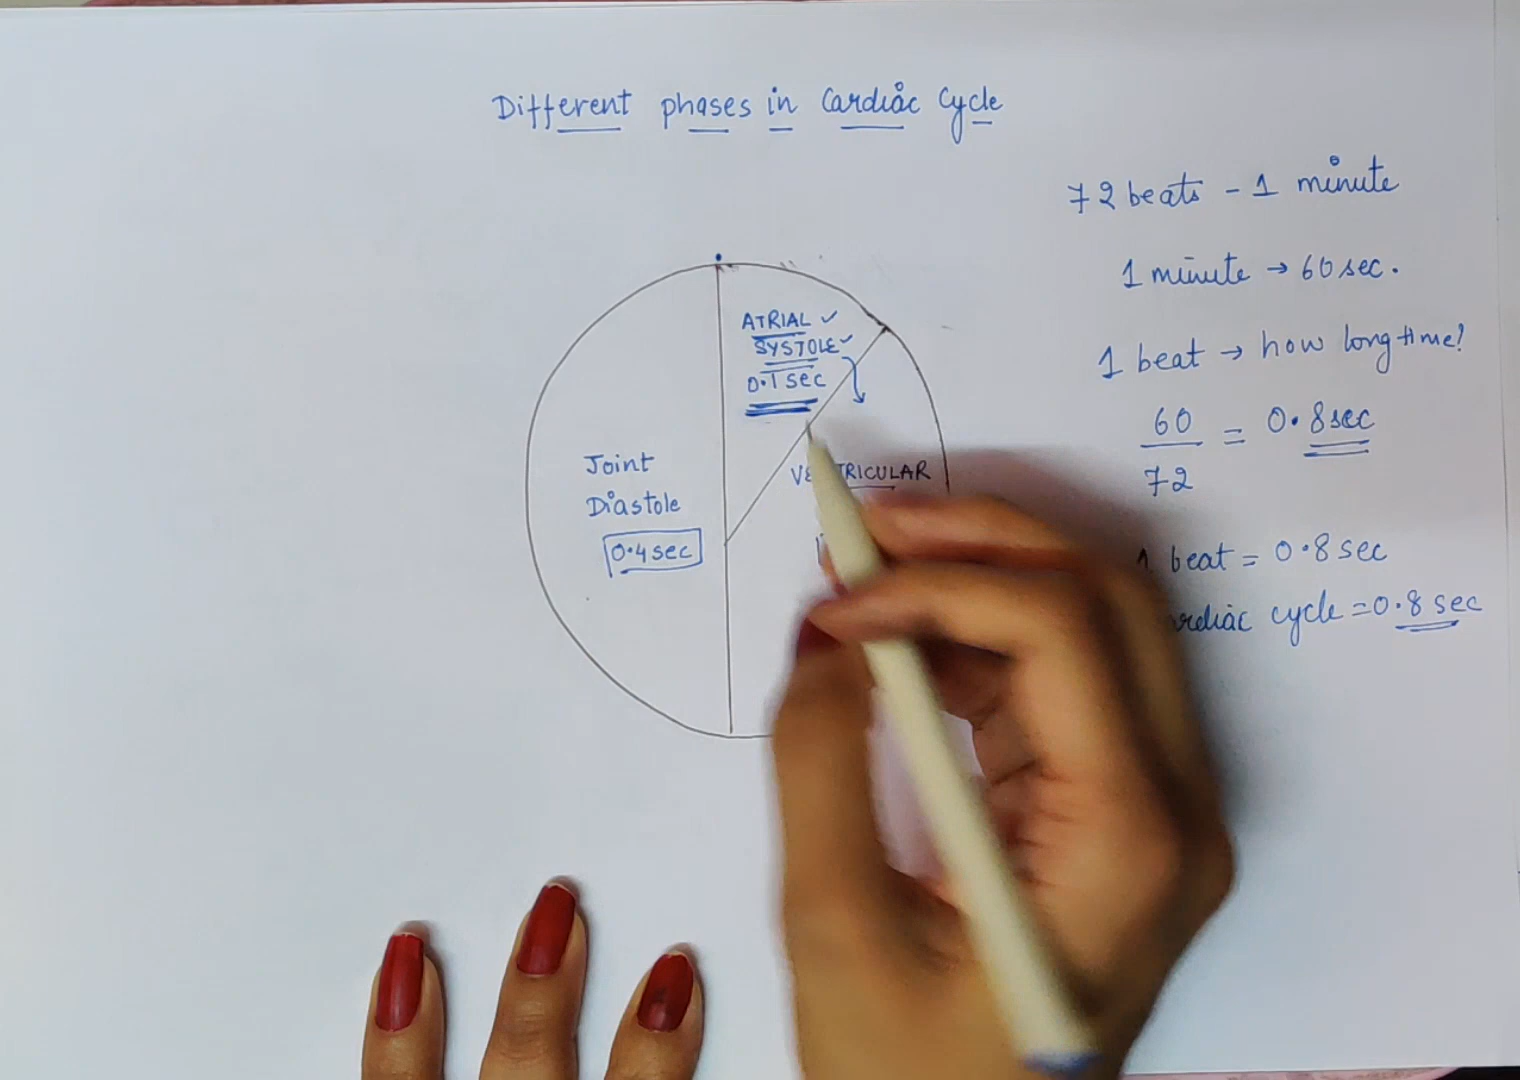 Different phases in Cardiac Cycle
ATRIAL
SYSTOLE
0.1 sec
Joint
Diastole
0.4 sec
72 beats - 1 minute
1 minute → 60 sec.
1 beat → how long time?
60
72
= 0.8 sec
beat = 0.8 sec
cycle = 0.8 sec